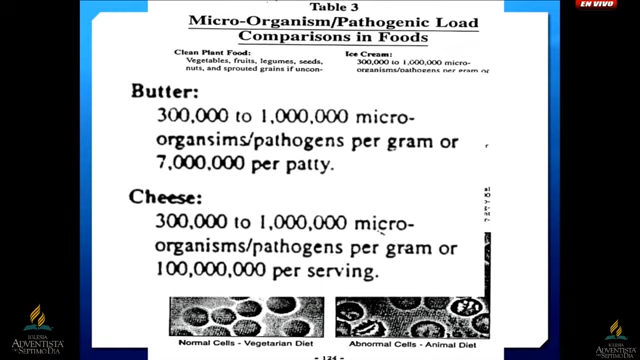 EN VIVO
Table 3
Micro-Organism/Pathogenic Load
Comparisons in Foods
Clean Plant Food:
Vegetables, fruits, legumes, seeds,
nuts, and sprouted grains if uncon-
Ice Cream:
300,000 to 1,000,000 micro-
organisms/pathogens per gram or
Butter:
300,000 to 1,000,000 micro-
organsims/pathogens per gram or
7,000,000 per patty.
Cheese:
300,000 to 1,000,000 micro-
organisms/pathogens per gram or
100,000,000 per serving.
Normal Cells - Vegetarian Diet
Abnormal Cells - Animal Diet
- 124 -
IGLESIA
ADVENTISTA
DEL SÉPTIMO DÍA
IGLESIA
ADVENTISTA
DEL SÉPTIMO DÍA